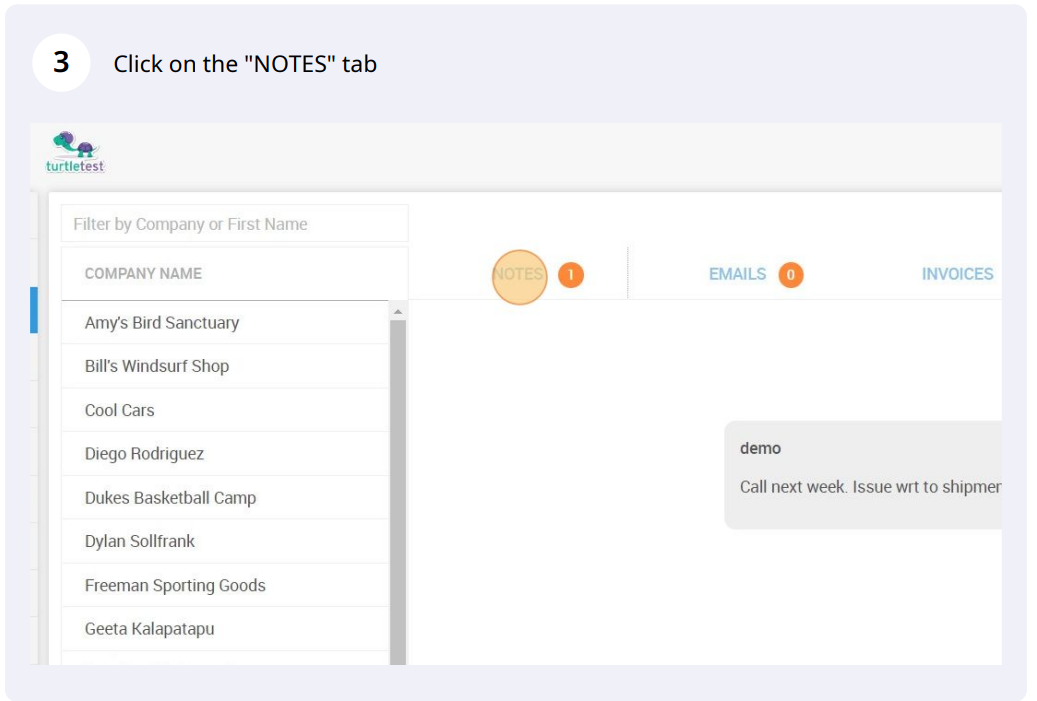 3 Click on the "NOTES" tab
turtletest
Filter by Company or First Name
COMPANY NAME
NOTES 1 EMAILS 0 INVOICES
Amy's Bird Sanctuary
Bill's Windsurf Shop
Cool Cars
Diego Rodriguez
Dukes Basketball Camp
Dylan Sollfrank
Freeman Sporting Goods
Geeta Kalapatapu
demo
Call next week. Issue wrt to shipmen